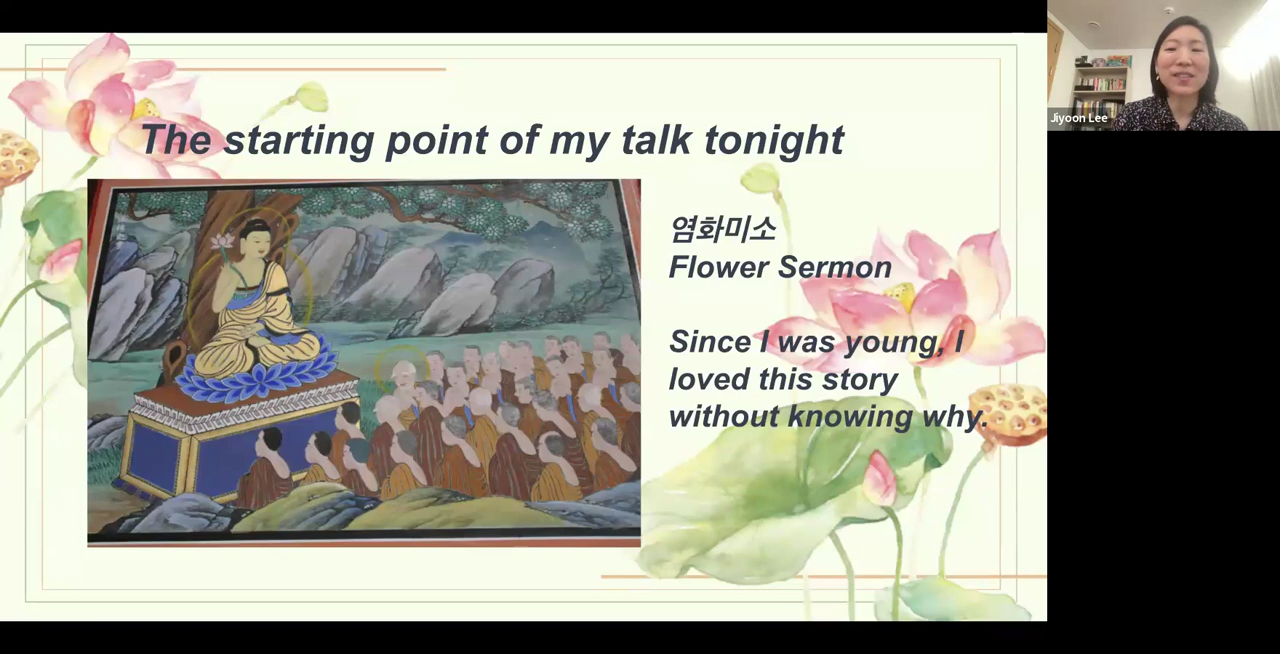 The starting point of my talk tonight
염화미소
Flower Sermon
Since I was young, I
loved this story
without knowing why.
Jiyoon Lee